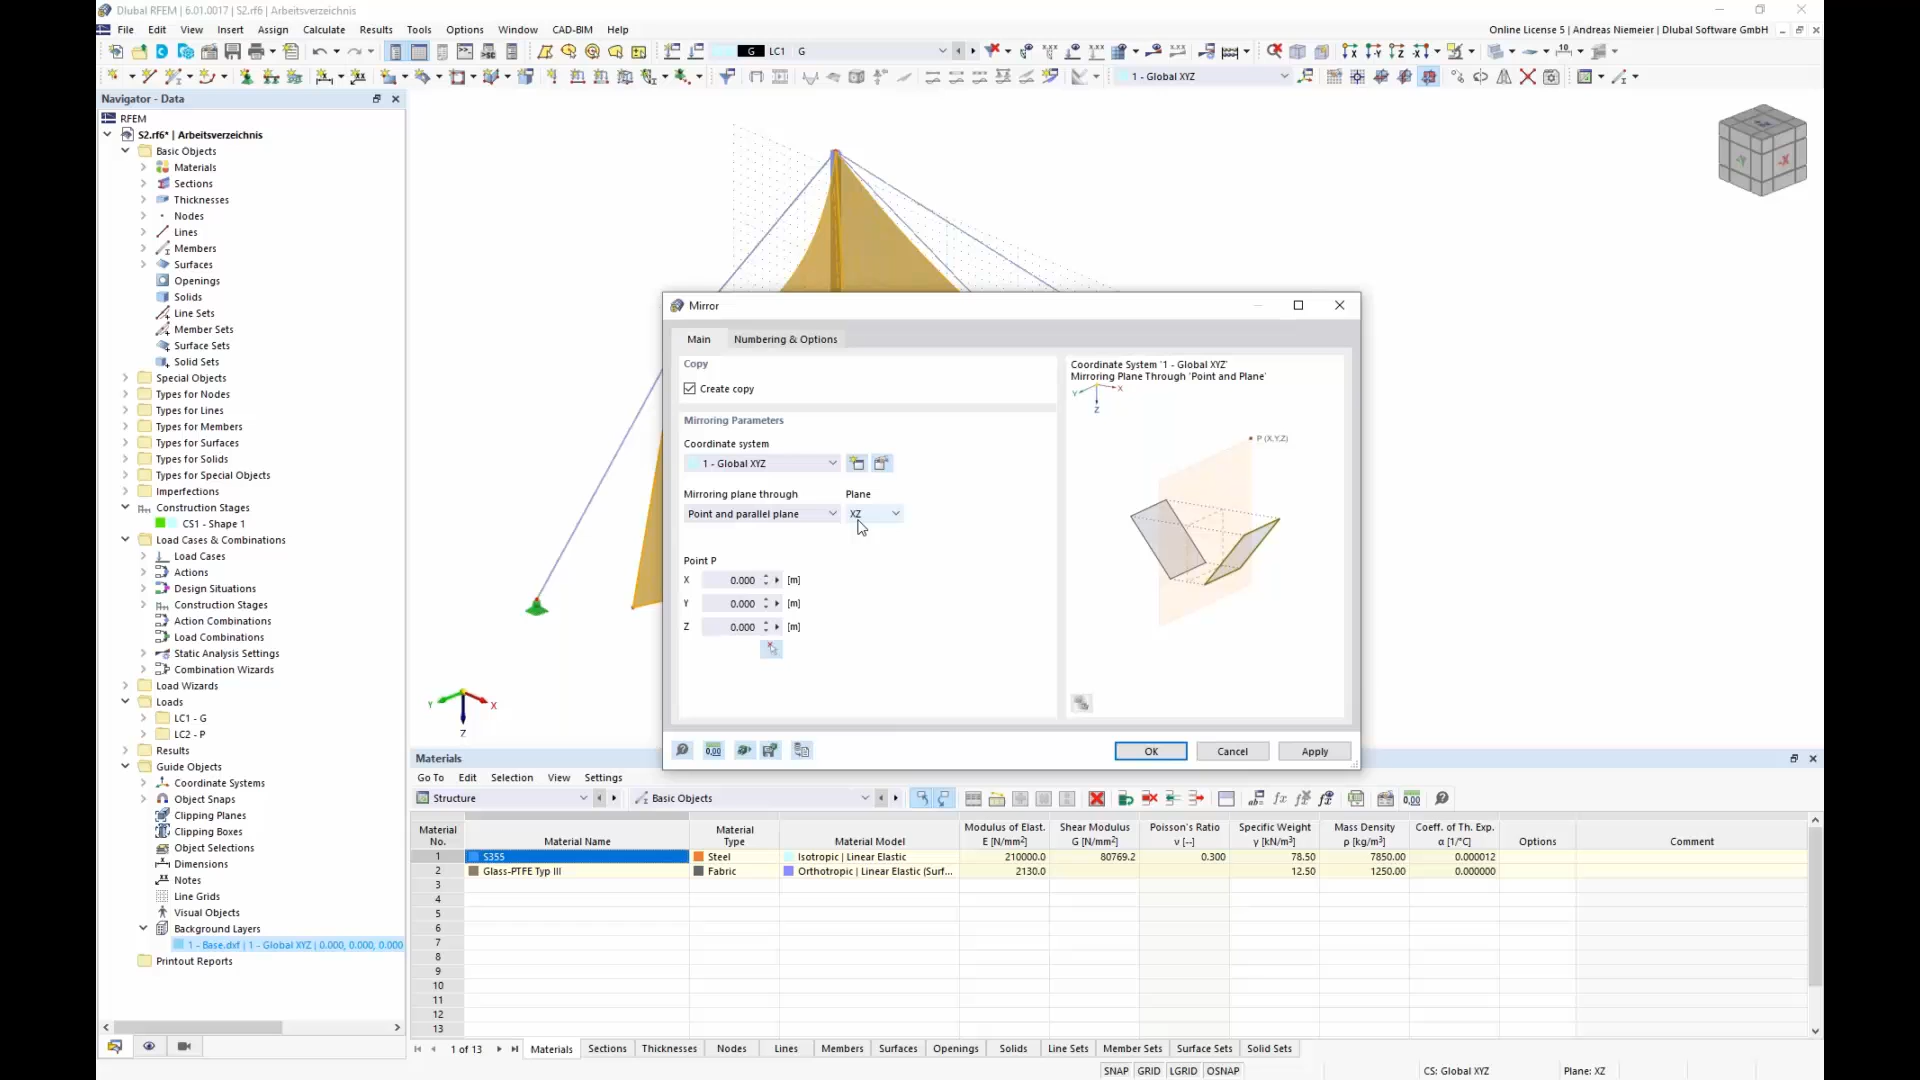 Dlubal RFEM | 6.01.0017 | S2.rf6 | Arbeitsverzeichnis
File Edit View Insert Assign Calculate Results Tools Options Window CAD-BIM Help
Online License 5 | Andreas Niemeier | Dlubal Software GmbH
G LC1 G
1 - Global XYZ
Navigator - Data
RFEM
S2.rf6* | Arbeitsverzeichnis
Basic Objects
Materials
Sections
Thicknesses
Nodes
Lines
Members
Surfaces
Openings
Solids
Line Sets
Member Sets
Surface Sets
Solid Sets
Special Objects
Types for Nodes
Types for Lines
Types for Members
Types for Surfaces
Types for Solids
Types for Special Objects
Imperfections
Construction Stages
CS1 - Shape 1
Load Cases & Combinations
Load Cases
Actions
Design Situations
Construction Stages
Action Combinations
Load Combinations
Static Analysis Settings
Combination Wizards
Load Wizards
Loads
LC1 - G
LC2 - P
Results
Guide Objects
Coordinate Systems
Object Snaps
Clipping Planes
Clipping Boxes
Object Selections
Dimensions
Notes
Line Grids
Visual Objects
Background Layers
1 - Base.dxf | 1 - Global XYZ | 0.000, 0.000, 0.000
Printout Reports
-Y -X
Y X
Z
Mirror
Main Numbering & Options
Copy
Create copy
Mirroring Parameters
Coordinate system
1 - Global XYZ
Mirroring plane through Plane
Point and parallel plane XZ
Point P
X 0.000 [m]
Y 0.000 [m]
Z 0.000 [m]
Coordinate System '1 - Global XYZ'
Mirroring Plane Through 'Point and Plane'
Y X
Z
P (X,Y,Z)
OK Cancel Apply
Materials
Go To Edit Selection View Settings
Structure Basic Objects
Material Material Modulus of Elast. Shear Modulus Poisson's Ratio Specific Weight Mass Density Coeff. of Th. Exp.
No. Material Name Type Material Model E [N/mm²] G [N/mm²] ν [--] γ [kN/m³] ρ [kg/m³] α [1/°C] Options Comment
1 S355 Steel Isotropic | Linear Elastic 210000.0 80769.2 0.300 78.50 7850.00 0.000012
2 Glass-PTFE Typ III Fabric Orthotropic | Linear Elastic (Surf... 2130.0 12.50 1250.00 0.000000
3
4
5
6
7
8
9
10
11
12
13
1 of 13 Materials Sections Thicknesses Nodes Lines Members Surfaces Openings Solids Line Sets Member Sets Surface Sets Solid Sets
SNAP GRID LGRID OSNAP CS: Global XYZ Plane: XZ